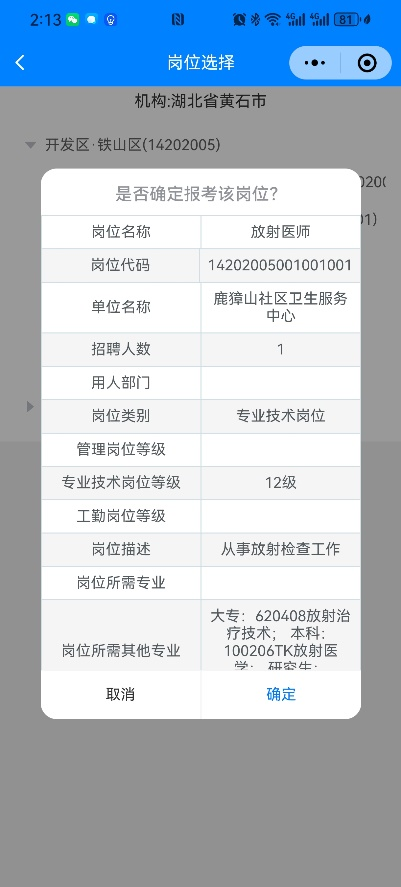 2:13
4G 4G 81
岗位选择
机构:湖北省黄石市
开发区·铁山区(14202005)
是否确定报考该岗位?
岗位名称 放射医师
岗位代码 14202005001001001
单位名称 鹿獐山社区卫生服务
中心
招聘人数 1
用人部门
岗位类别 专业技术岗位
管理岗位等级
专业技术岗位等级 12级
工勤岗位等级
岗位描述 从事放射检查工作
岗位所需专业
岗位所需其他专业 大专：620408放射治
疗技术； 本科：
100206TK放射医
学； 研究生：
取消 确定